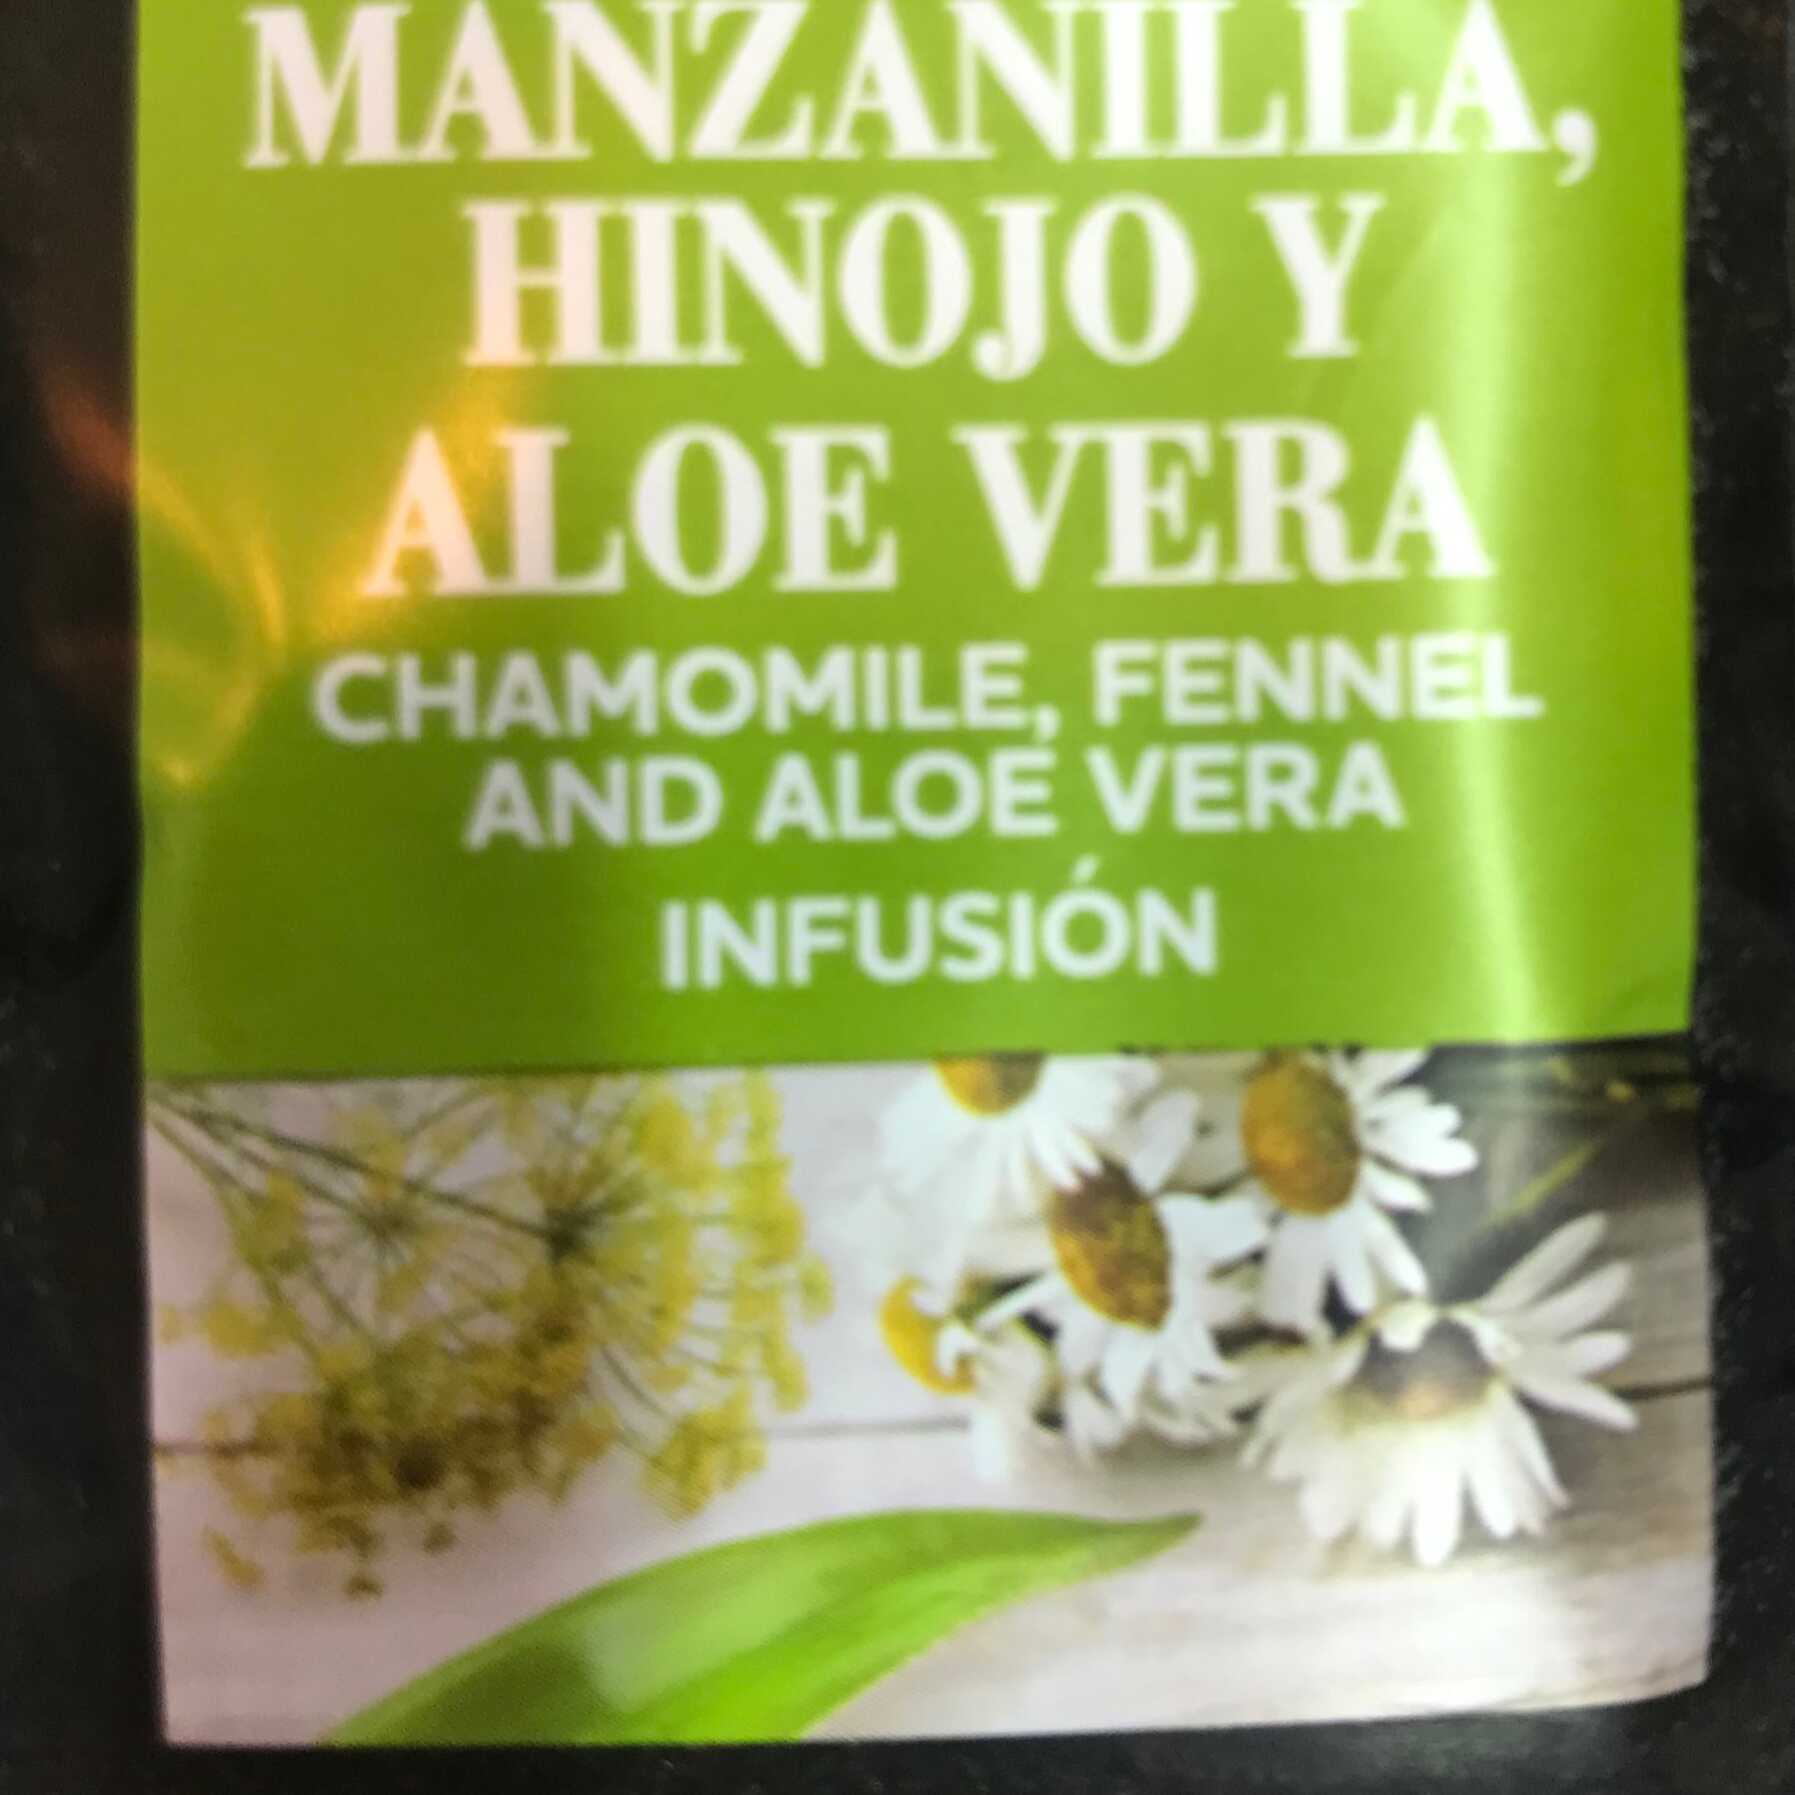 MANZANILLA,
HINOJO Y
ALOE VERA
CHAMOMILE, FENNEL
AND ALOE VERA
INFUSIÓN